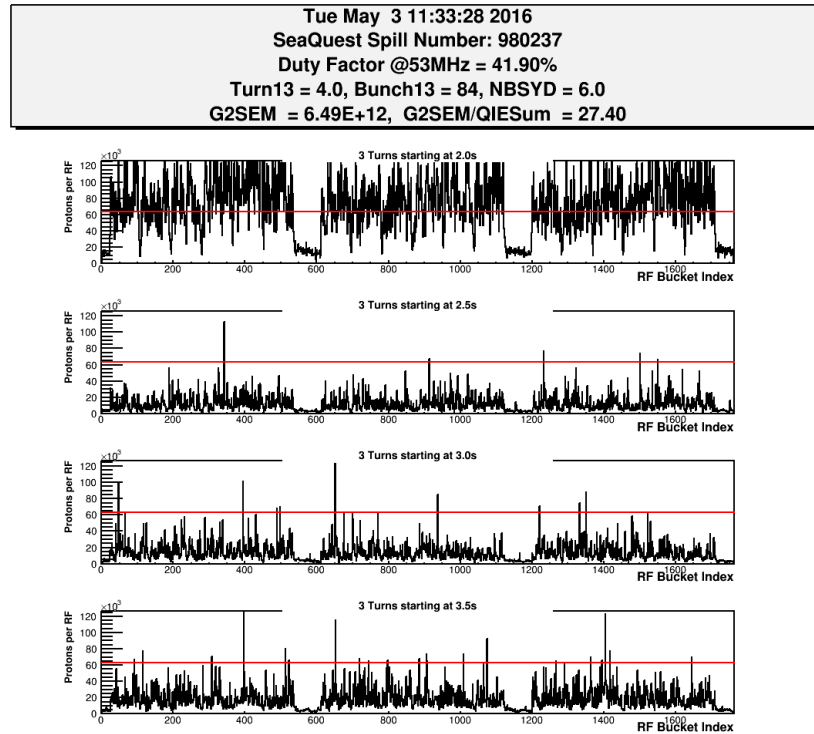 Tue May  3 11:33:28 2016
SeaQuest Spill Number: 980237
Duty Factor @53MHz = 41.90%
Turn13 = 4.0, Bunch13 = 84, NBSYD = 6.0
G2SEM  = 6.49E+12,  G2SEM/QIESum  = 27.40
3 Turns starting at 2.0s
×10³
Protons per RF
120
100
80
60
40
20
0
0 200 400 600 800 1000 1200 1400 1600
RF Bucket Index
3 Turns starting at 2.5s
×10³
Protons per RF
120
100
80
60
40
20
0
0 200 400 600 800 1000 1200 1400 1600
RF Bucket Index
3 Turns starting at 3.0s
×10³
Protons per RF
120
100
80
60
40
20
0
0 200 400 600 800 1000 1200 1400 1600
RF Bucket Index
3 Turns starting at 3.5s
×10³
Protons per RF
120
100
80
60
40
20
0
0 200 400 600 800 1000 1200 1400 1600
RF Bucket Index